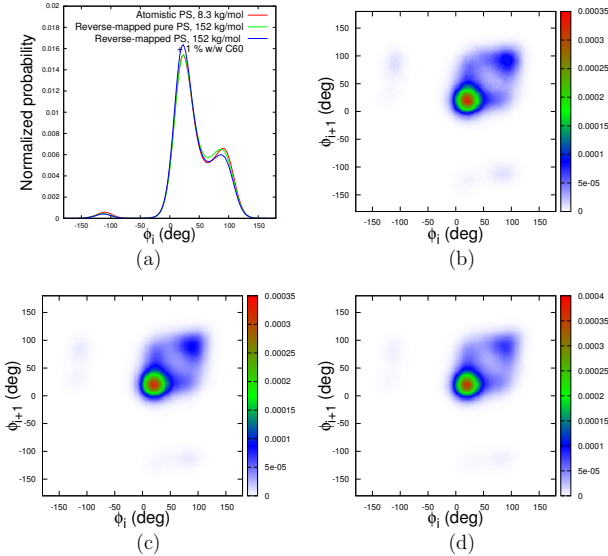 Atomistic PS, 8.3 kg/mol
Reverse-mapped pure PS, 152 kg/mol
Reverse-mapped PS, 152 kg/mol
+ 1 % w/w C60
Normalized probability
0.02
0.018
0.016
0.014
0.012
0.01
0.008
0.006
0.004
0.002
0
-150 -100 -50 0 50 100 150
ϕi (deg)
(a)
ϕi+1 (deg)
150
100
50
0
-50
-100
-150
-150 -100 -50 0 50 100 150
ϕi (deg)
0.00035
0.0003
0.00025
0.0002
0.00015
0.0001
5e-05
0
(b)
ϕi+1 (deg)
150
100
50
0
-50
-100
-150
-150 -100 -50 0 50 100 150
ϕi (deg)
0.00035
0.0003
0.00025
0.0002
0.00015
0.0001
5e-05
0
(c)
ϕi+1 (deg)
150
100
50
0
-50
-100
-150
-150 -100 -50 0 50 100 150
ϕi (deg)
0.0004
0.00035
0.0003
0.00025
0.0002
0.00015
0.0001
5e-05
0
(d)